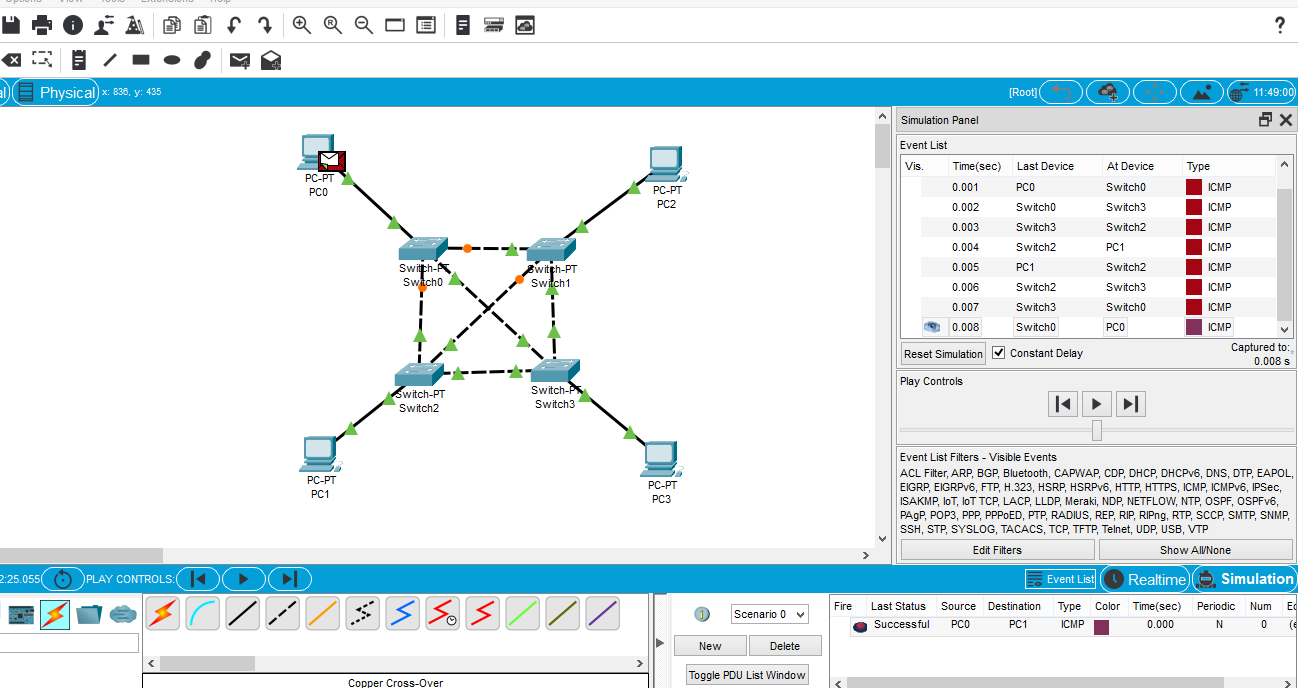 Options View Tools Extensions Help
?
Physical x: 836, y: 435
[Root] 11:49:00
PC-PT
PC0
PC-PT
PC2
Switch-PT
Switch0
Switch-PT
Switch1
Switch-PT
Switch2
Switch-PT
Switch3
PC-PT
PC1
PC-PT
PC3
Simulation Panel
Event List
Vis. Time(sec) Last Device At Device Type
0.001 PC0 Switch0 ICMP
0.002 Switch0 Switch3 ICMP
0.003 Switch3 Switch2 ICMP
0.004 Switch2 PC1 ICMP
0.005 PC1 Switch2 ICMP
0.006 Switch2 Switch3 ICMP
0.007 Switch3 Switch0 ICMP
0.008 Switch0 PC0 ICMP
Reset Simulation Constant Delay Captured to:
0.008 s
Play Controls
Event List Filters - Visible Events
ACL Filter, ARP, BGP, Bluetooth, CAPWAP, CDP, DHCP, DHCPv6, DNS, DTP, EAPOL,
EIGRP, EIGRPv6, FTP, H.323, HSRP, HSRPv6, HTTP, HTTPS, ICMP, ICMPv6, IPSec,
ISAKMP, IoT, IoT TCP, LACP, LLDP, Meraki, NDP, NETFLOW, NTP, OSPF, OSPFv6,
PAgP, POP3, PPP, PPPoED, PTP, RADIUS, REP, RIP, RIPng, RTP, SCCP, SMTP, SNMP,
SSH, STP, SYSLOG, TACACS, TCP, TFTP, Telnet, UDP, USB, VTP
Edit Filters Show All/None
2:25.055 PLAY CONTROLS: Event List Realtime Simulation
Scenario 0
New Delete
Toggle PDU List Window
Fire Last Status Source Destination Type Color Time(sec) Periodic Num Ed
Successful PC0 PC1 ICMP 0.000 N 0 (e
Copper Cross-Over